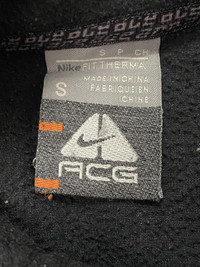 S P CH
Nike FIT THERMA
S
MADE IN CHINA
FABRIQUE EN
CHINE
ACG